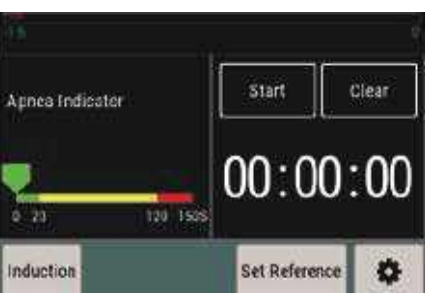 Start Clear
Apnea Indicator
00:00:00
0 20 120 150S
Induction Set Reference